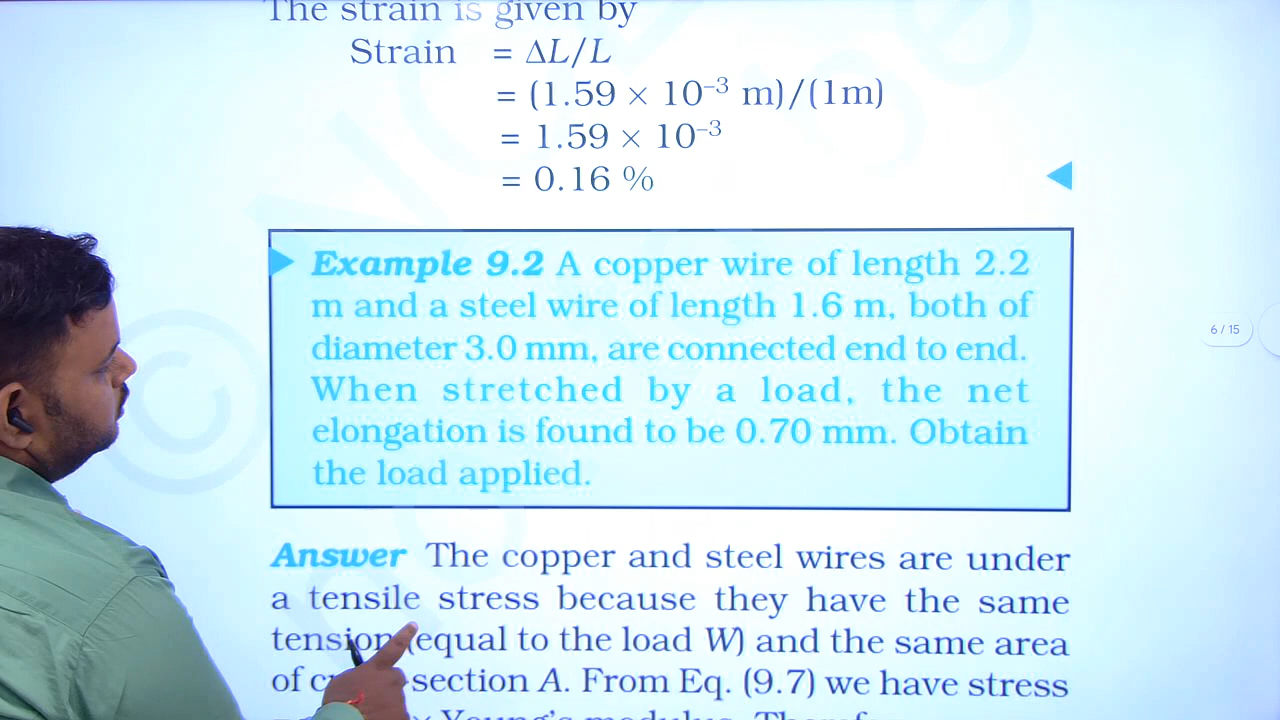 The strain is given by
Strain = ΔL/L
= (1.59 × 10⁻³ m)/(1m)
= 1.59 × 10⁻³
= 0.16 %
Example 9.2 A copper wire of length 2.2
m and a steel wire of length 1.6 m, both of
diameter 3.0 mm, are connected end to end.
When stretched by a load, the net
elongation is found to be 0.70 mm. Obtain
the load applied.
6 / 15
Answer The copper and steel wires are under
a tensile stress because they have the same
tension (equal to the load W) and the same area
of section A. From Eq. (9.7) we have stress
Young's modulus.